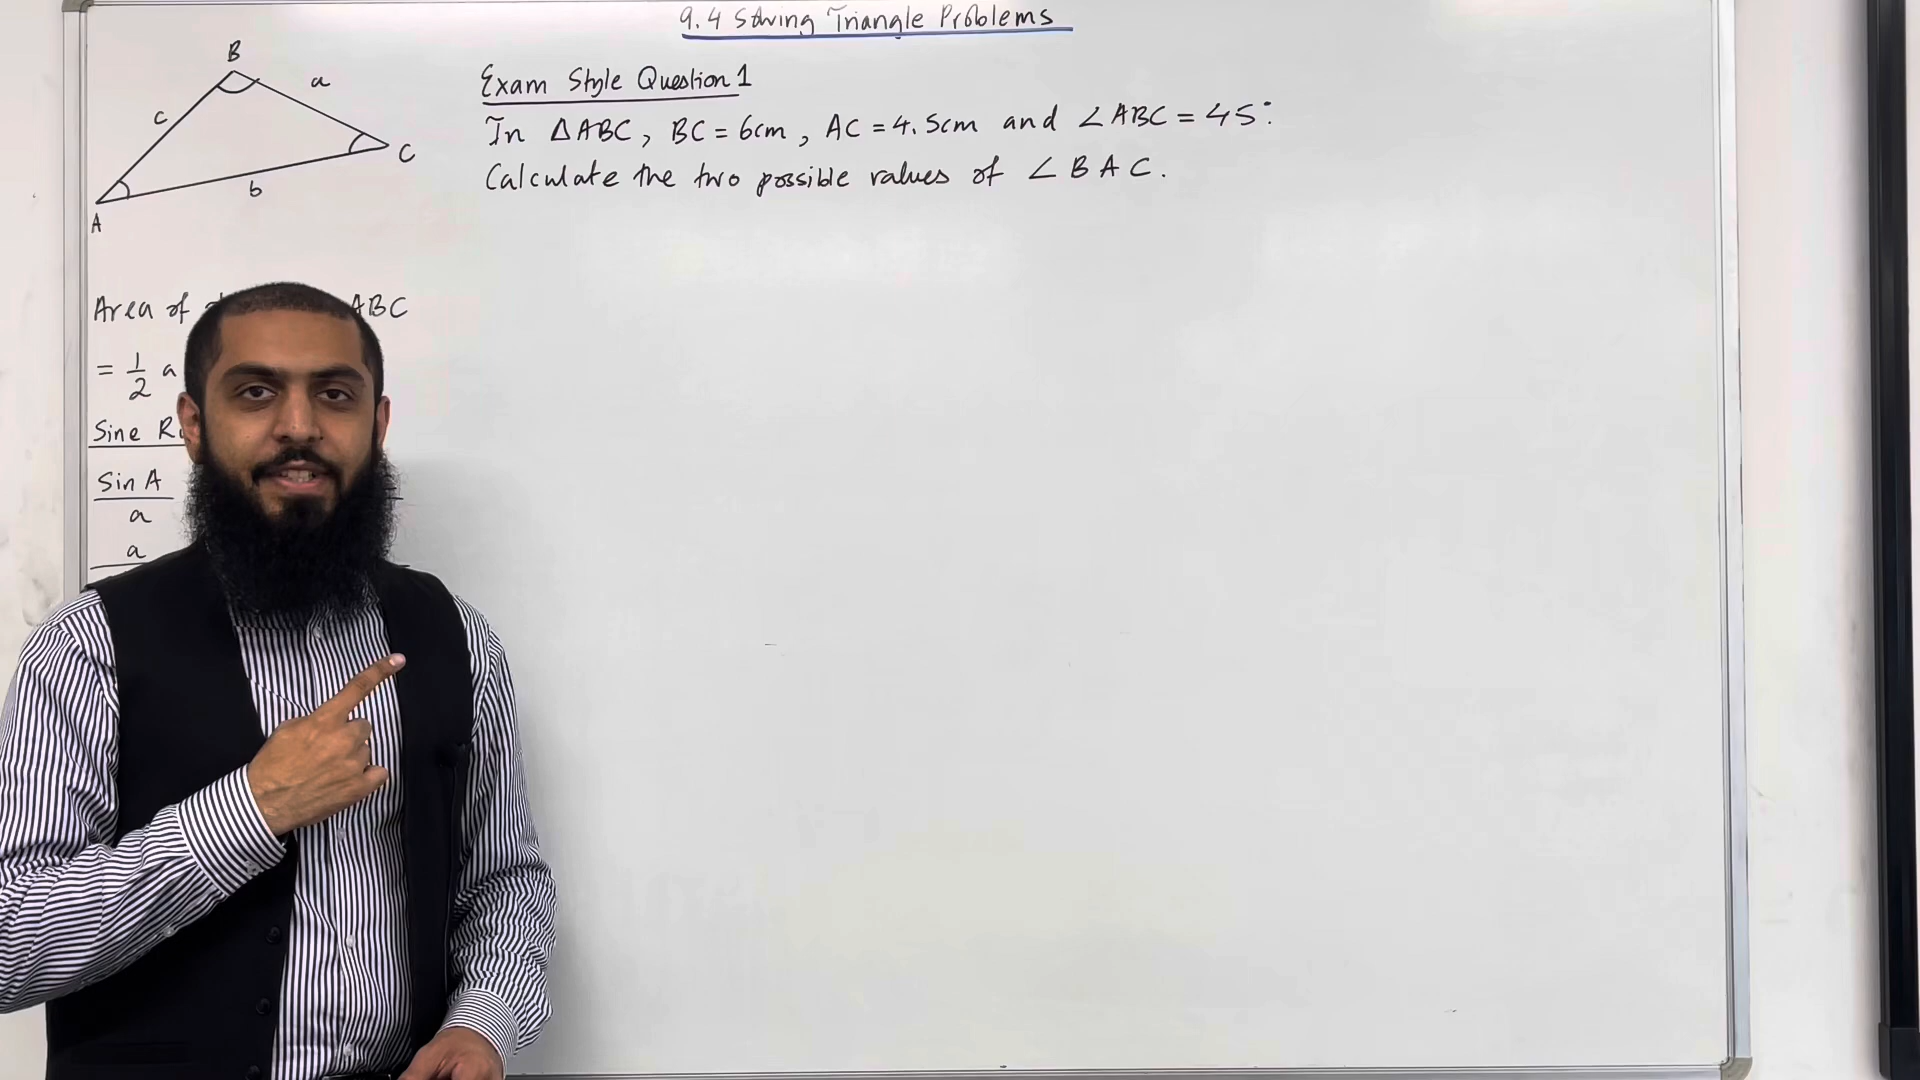 9.4 Solving Triangle Problems
B
a
c
C
b
A
Exam Style Question 1
In △ABC, BC = 6cm, AC = 4.5cm and ∠ABC = 45°.
Calculate the two possible values of ∠BAC.
Area of ABC
= 1/2 a
Sine
Sin A
a
a